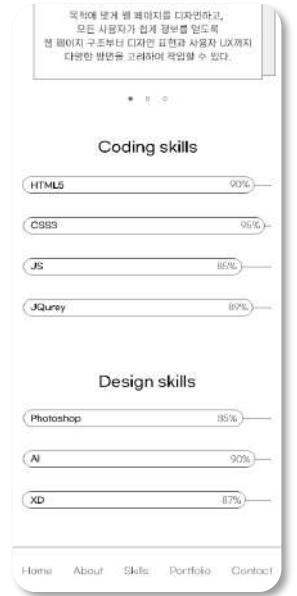 목적에 맞게 웹 페이지를 디자인하고,
모든 사용자가 쉽게 정보를 얻도록
웹 페이지 구조부터 디자인 표현과 사용자 UX까지
다양한 방면을 고려하여 작업할 수 있다.
Coding skills
HTML5 90%
CSS3 95%
JS 85%
JQurey 89%
Design skills
Photoshop 85%
AI 90%
XD 87%
Home About Skills Portfolio Contact